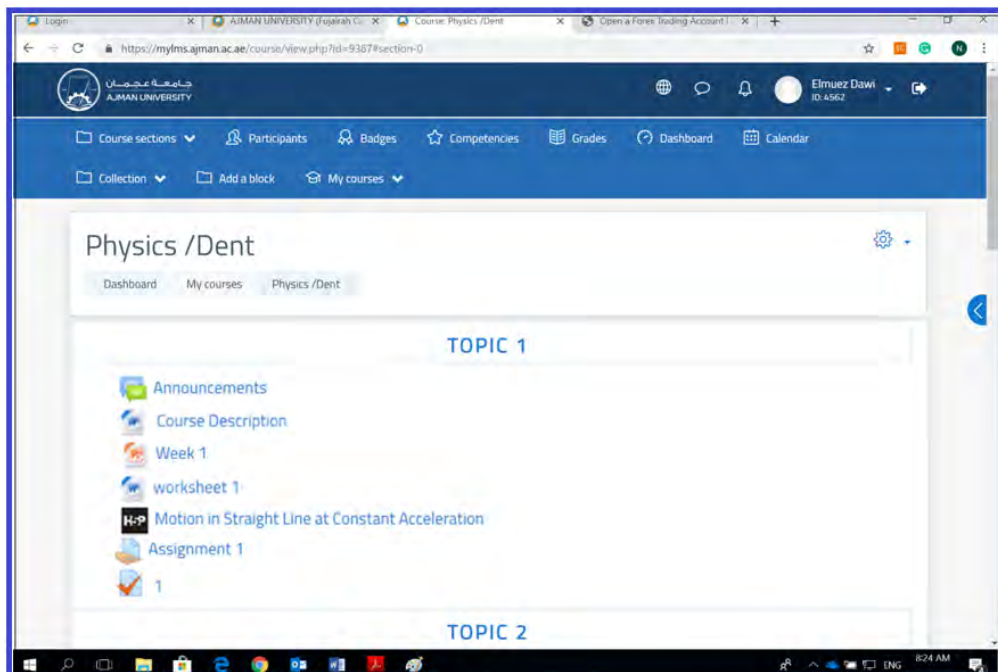 Login
AJMAN UNIVERSITY (Fujairah C
Course: Physics /Dent
Open a Forex Trading Account
https://mylms.ajman.ac.ae/course/view.php?id=9387#section-0
N
جامعة عجمان
AJMAN UNIVERSITY
Elmuez Dawi
ID:4562
Course sections
Participants
Badges
Competencies
Grades
Dashboard
Calendar
Collection
Add a block
My courses
Physics /Dent
Dashboard
My courses
Physics /Dent
TOPIC 1
Announcements
Course Description
Week 1
worksheet 1
H-P Motion in Straight Line at Constant Acceleration
Assignment 1
1
TOPIC 2
ENG
8:24 AM